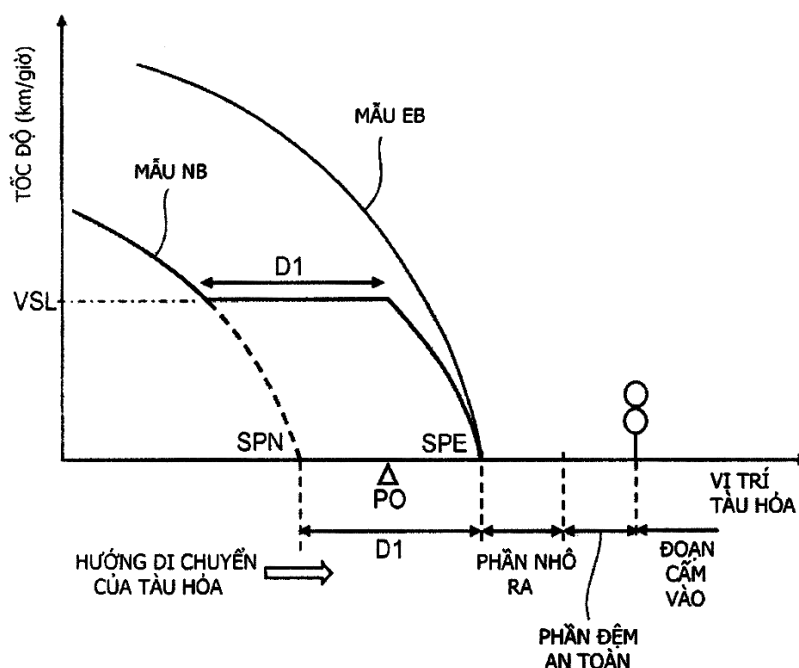 TỐC ĐỘ (km/giờ)
MẪU EB
MẪU NB
D1
VSL
SPN
SPE
PO
VỊ TRÍ
TÀU HỎA
D1
HƯỚNG DI CHUYỂN
CỦA TÀU HỎA
PHẦN NHÔ
RA
ĐOẠN
CẤM
VÀO
PHẦN ĐỆM
AN TOÀN